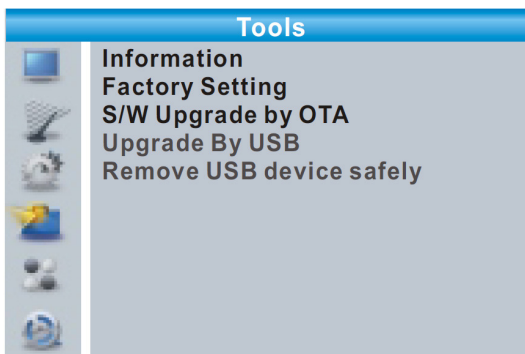 Tools
Information
Factory Setting
S/W Upgrade by OTA
Upgrade By USB
Remove USB device safely